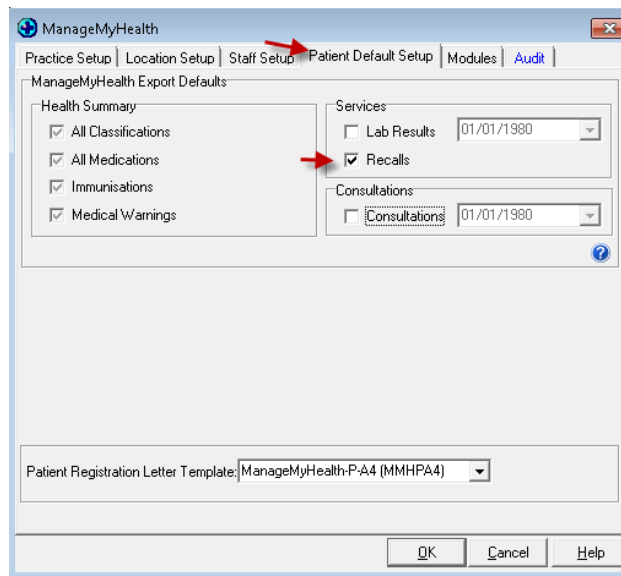 ManageMyHealth
Practice Setup Location Setup Staff Setup Patient Default Setup Modules Audit
ManageMyHealth Export Defaults
Health Summary
All Classifications
All Medications
Immunisations
Medical Warnings
Services
Lab Results 01/01/1980
Recalls
Consultations
Consultations 01/01/1980
Patient Registration Letter Template: ManageMyHealth-P-A4 (MMHPA4)
OK Cancel Help